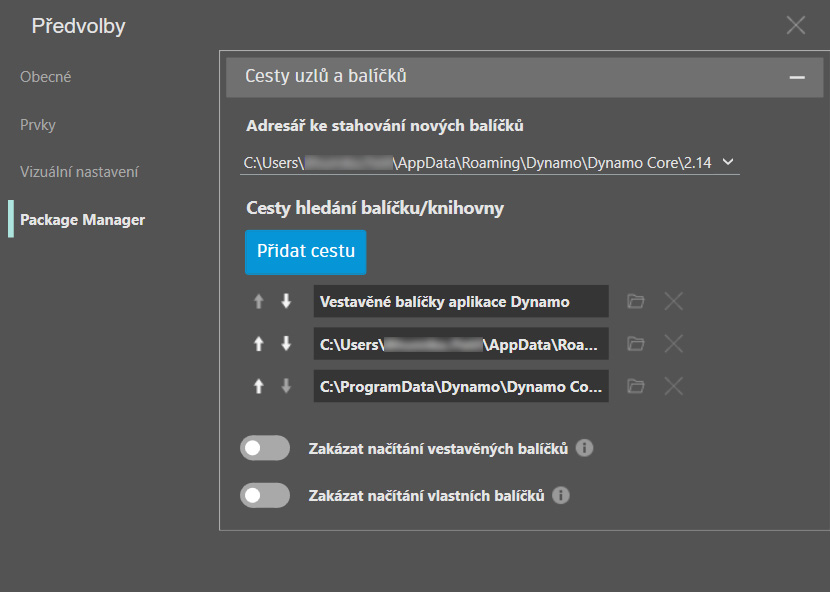 Předvolby
Obecné
Prvky
Vizuální nastavení
Package Manager
Cesty uzlů a balíčků
Adresář ke stahování nových balíčků
C:\Users\ \AppData\Roaming\Dynamo\Dynamo Core\2.14
Cesty hledání balíčku/knihovny
Přidat cestu
Vestavěné balíčky aplikace Dynamo
C:\Users\ \AppData\Roa...
C:\ProgramData\Dynamo\Dynamo Co...
Zakázat načítání vestavěných balíčků
Zakázat načítání vlastních balíčků